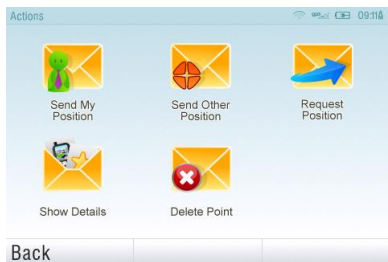 Actions
09:11
Send My
Position
Send Other
Position
Request
Position
Show Details
Delete Point
Back